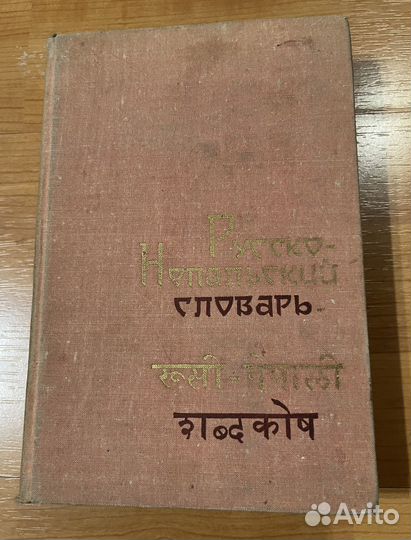 Русско-
Непальский
словарь
रूसी-नेपाली
शब्दकोष
Avito